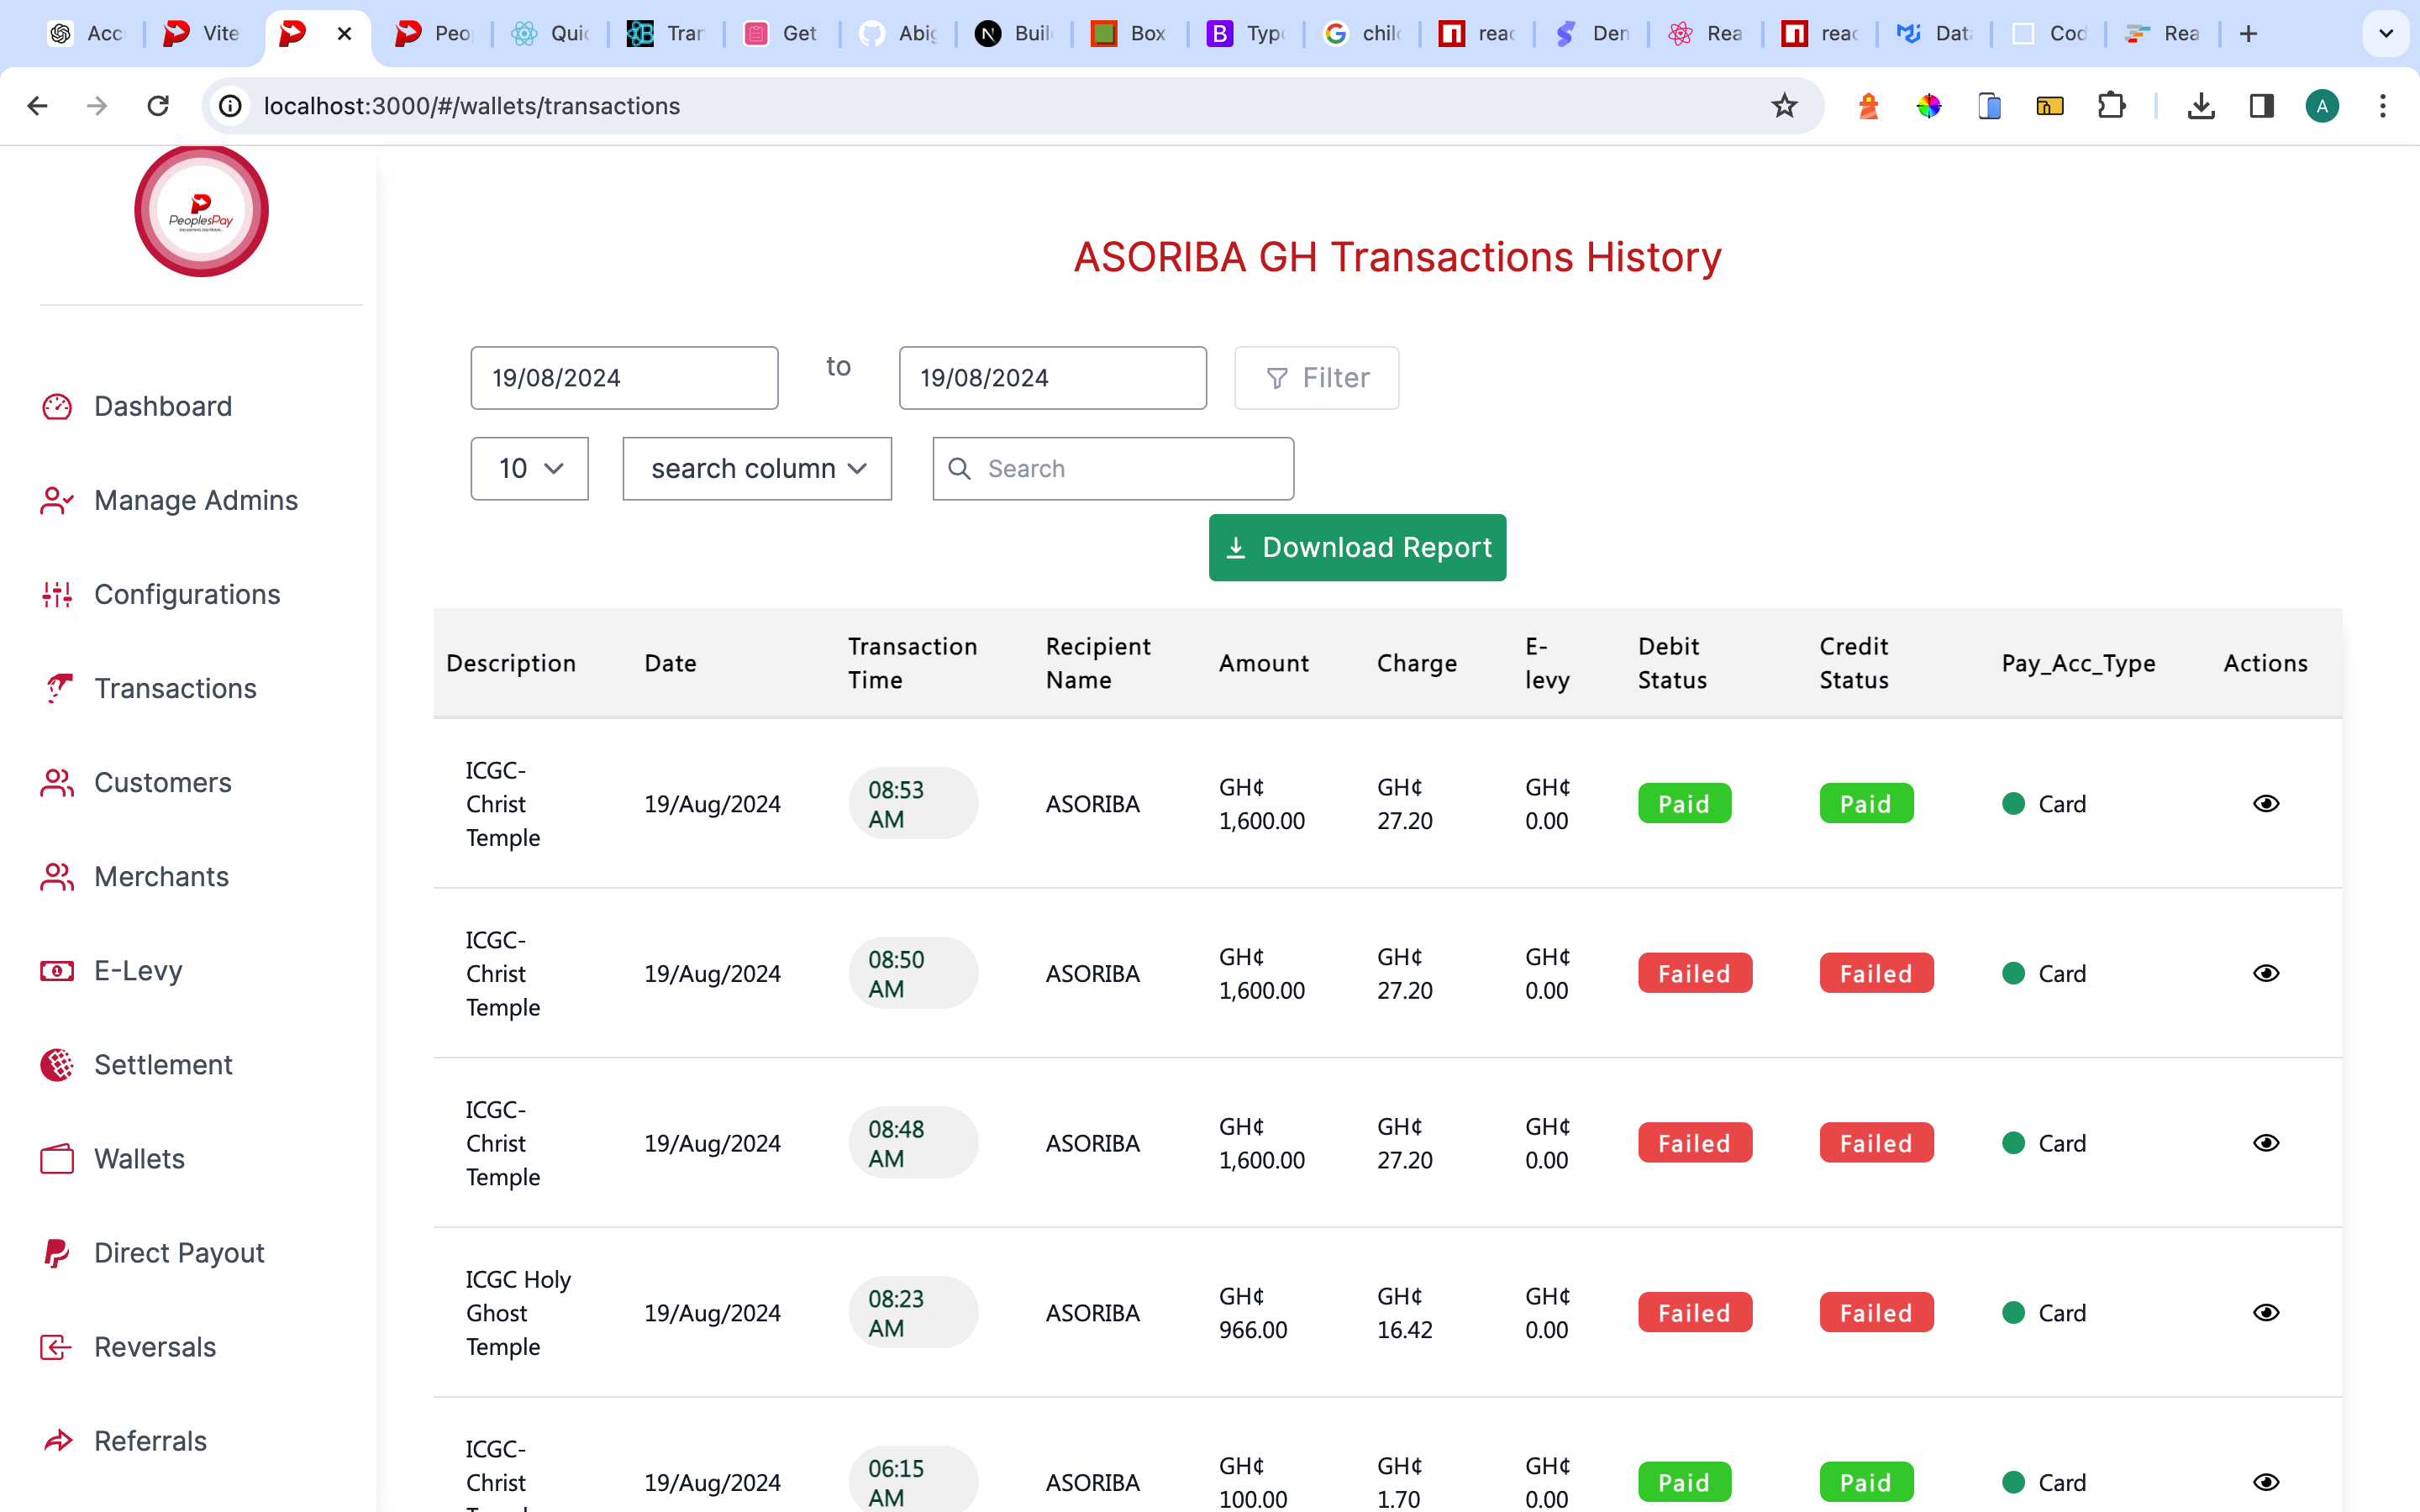 Acc
Vite
Peo
Quic
Tran
Get
Abig
Buil
Box
Typo
chil
reac
Den
Rea
reac
Data
Cod
Rea
localhost:3000/#/wallets/transactions
A
PeoplesPay
ASORIBA GH Transactions History
19/08/2024 to 19/08/2024 Filter
10 search column Search
Download Report
Dashboard
Manage Admins
Configurations
Transactions
Customers
Merchants
E-Levy
Settlement
Wallets
Direct Payout
Reversals
Referrals
Description Date Transaction Time Recipient Name Amount Charge E-levy Debit Status Credit Status Pay_Acc_Type Actions
ICGC-Christ Temple 19/Aug/2024 08:53 AM ASORIBA GH¢ 1,600.00 GH¢ 27.20 GH¢ 0.00 Paid Paid Card
ICGC-Christ Temple 19/Aug/2024 08:50 AM ASORIBA GH¢ 1,600.00 GH¢ 27.20 GH¢ 0.00 Failed Failed Card
ICGC-Christ Temple 19/Aug/2024 08:48 AM ASORIBA GH¢ 1,600.00 GH¢ 27.20 GH¢ 0.00 Failed Failed Card
ICGC Holy Ghost Temple 19/Aug/2024 08:23 AM ASORIBA GH¢ 966.00 GH¢ 16.42 GH¢ 0.00 Failed Failed Card
ICGC-Christ 19/Aug/2024 06:15 AM ASORIBA GH¢ 100.00 GH¢ 1.70 GH¢ 0.00 Paid Paid Card